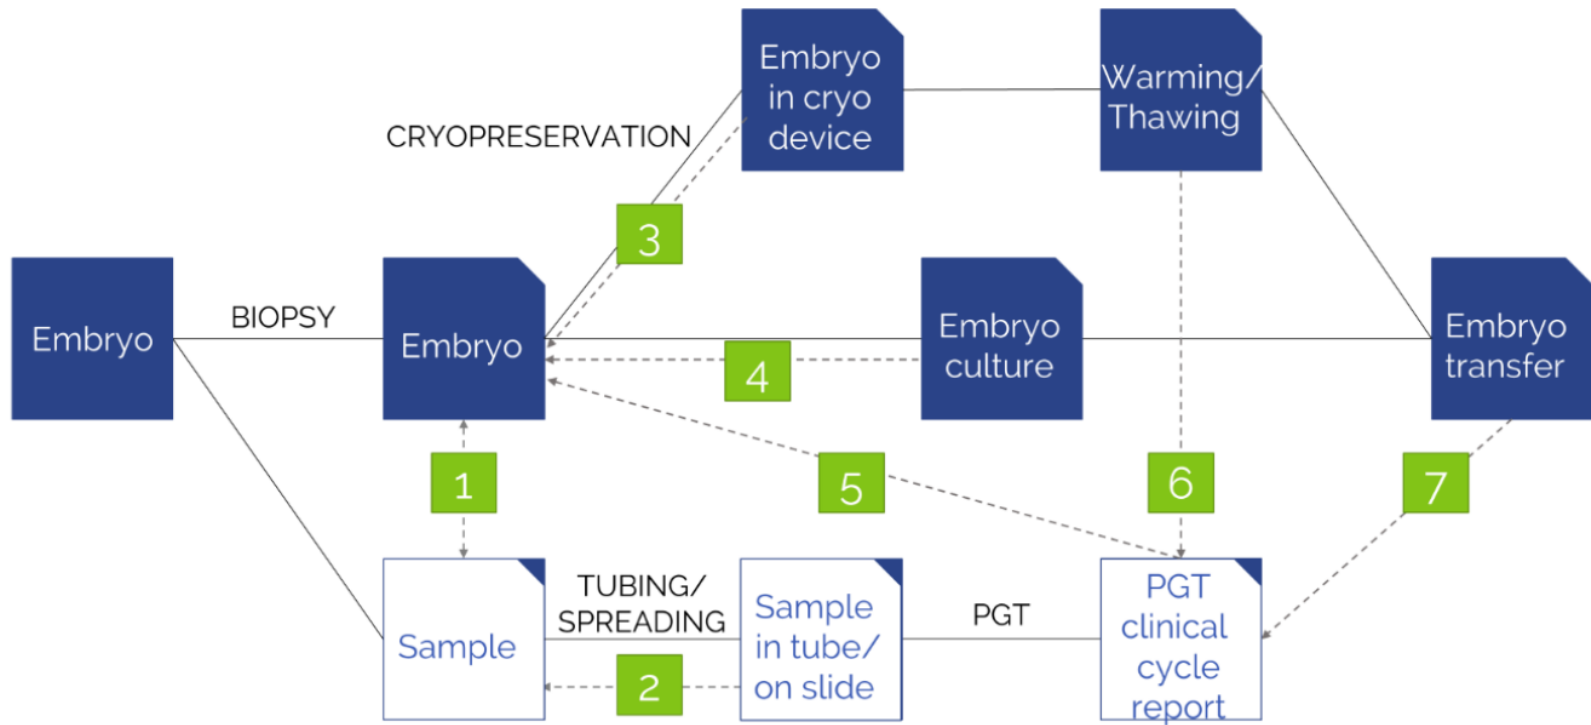 Embryo
in cryo
device
Warming/
Thawing
CRYOPRESERVATION
3
Embryo
BIOPSY
Embryo
4
Embryo
culture
Embryo
transfer
1
5
6
7
Sample
TUBING/
SPREADING
2
Sample
in tube/
on slide
PGT
PGT
clinical
cycle
report